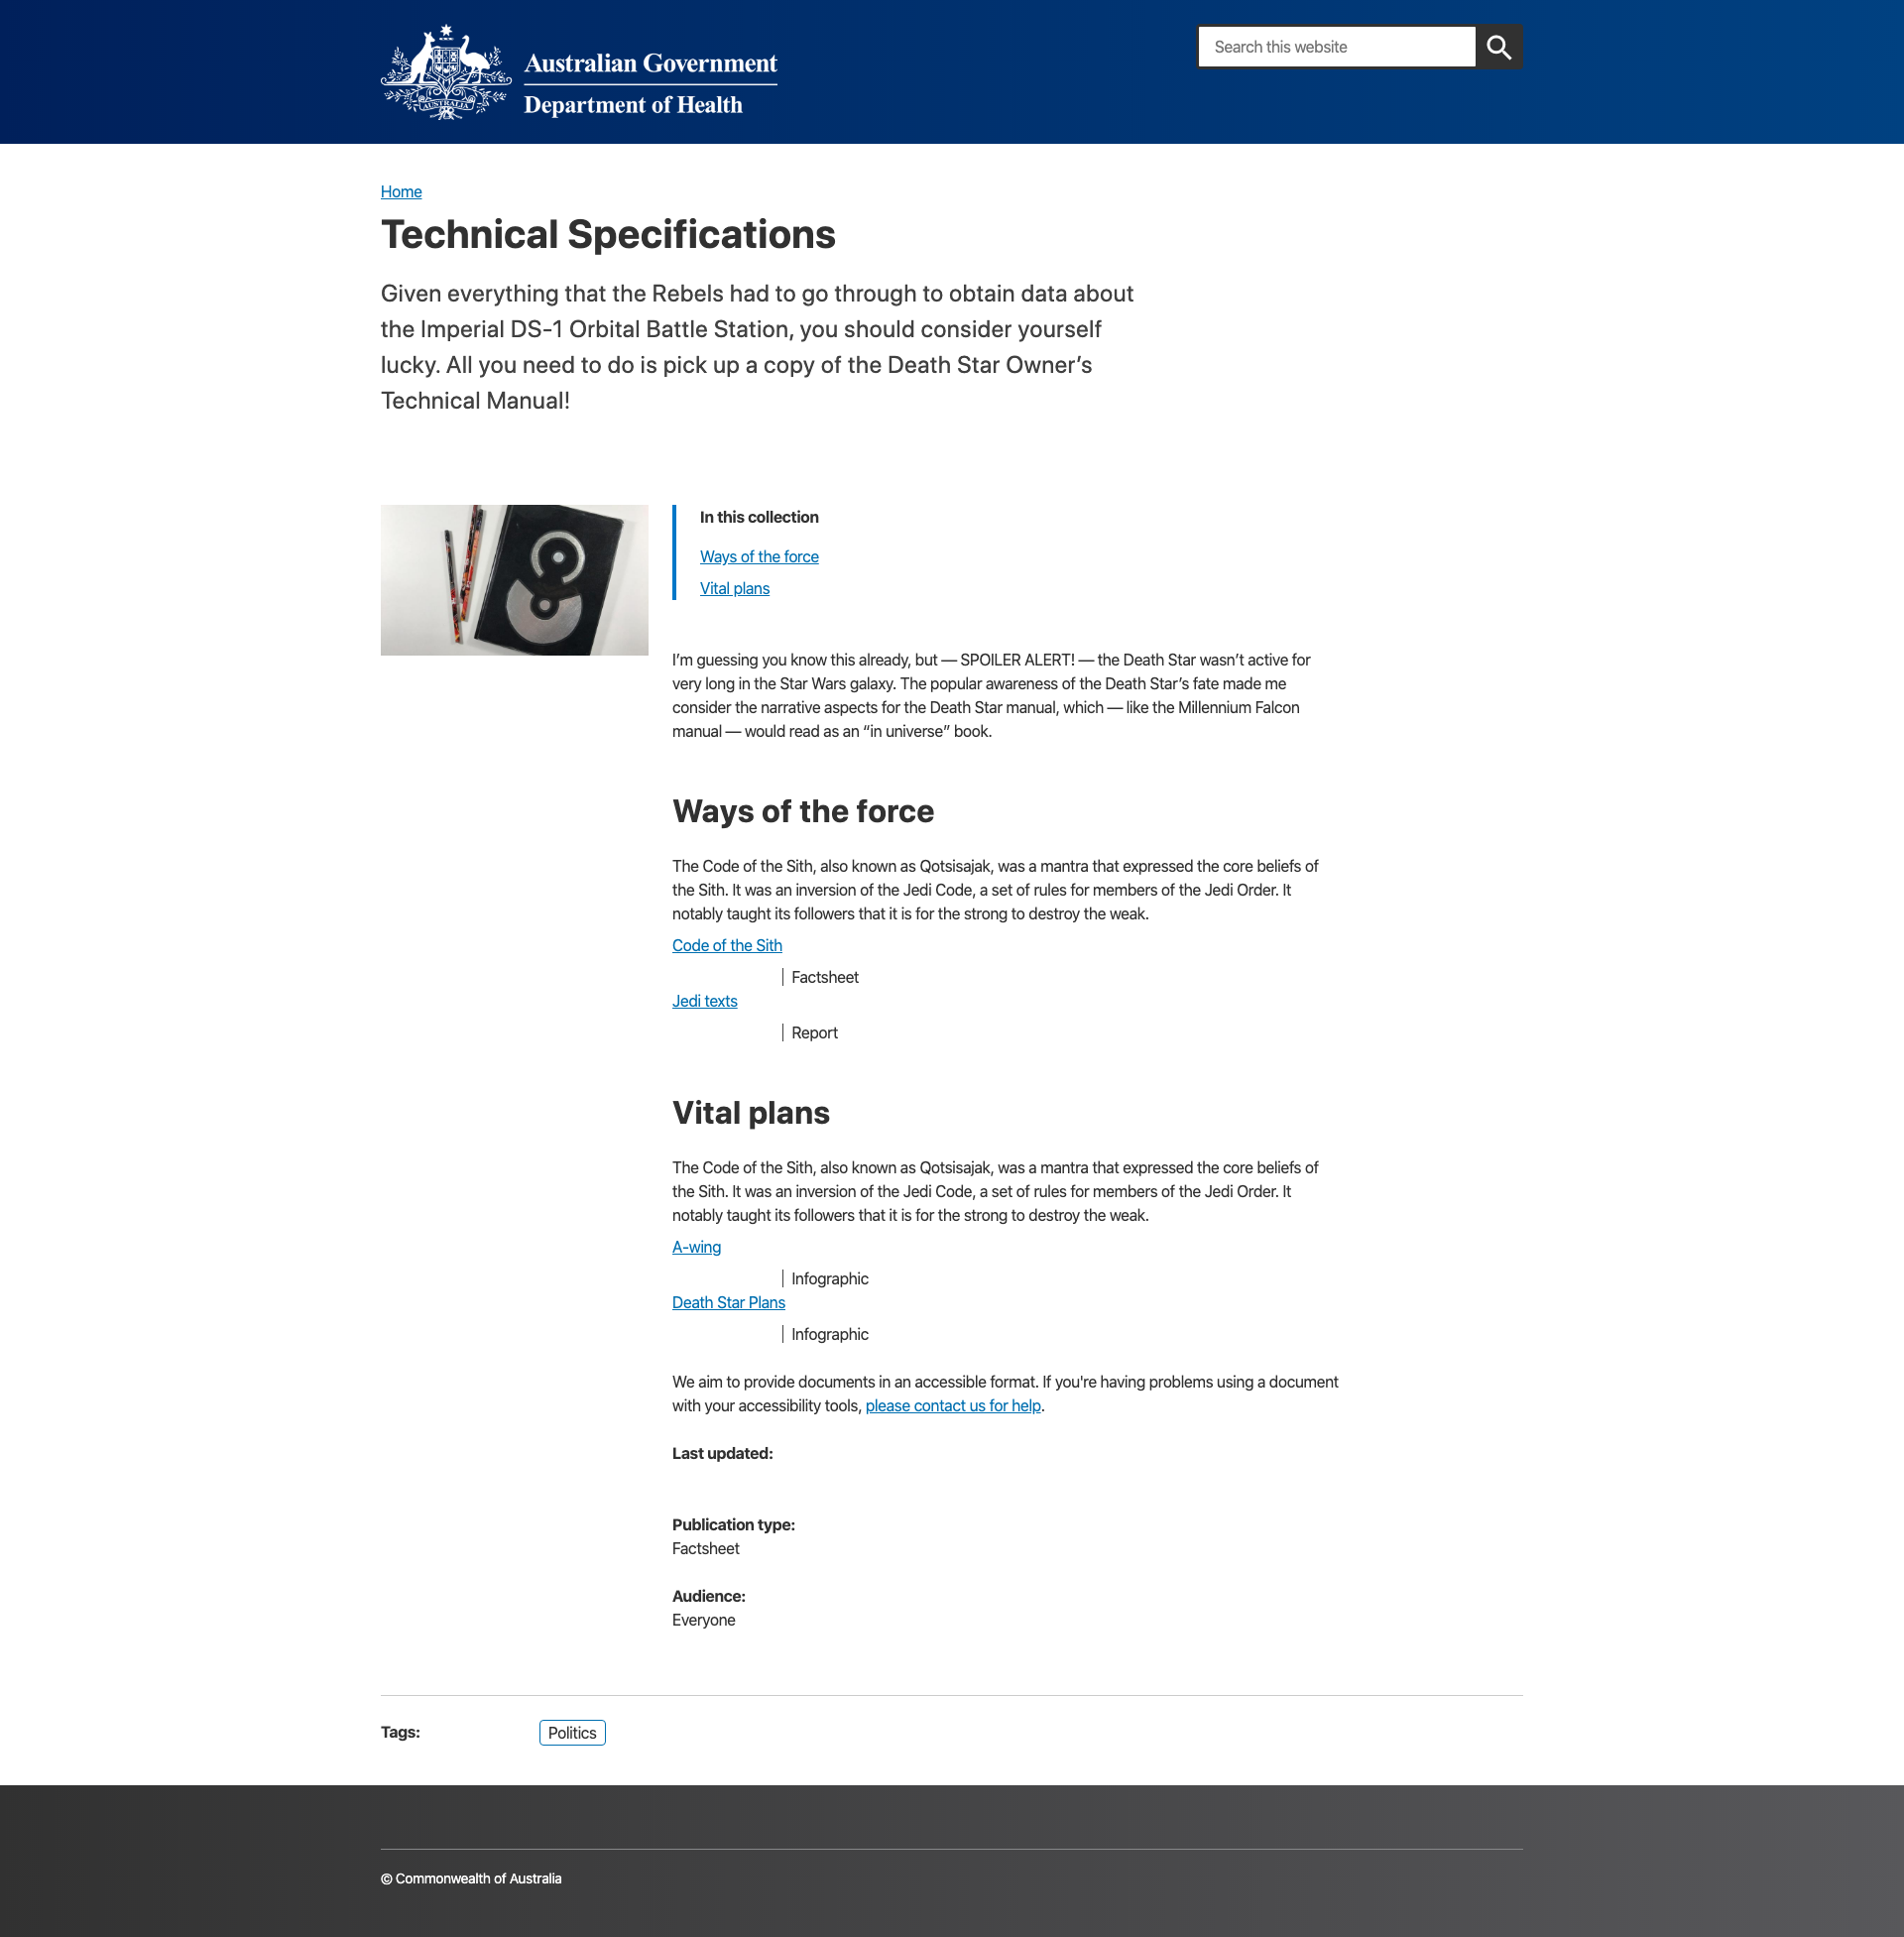 AUSTRALIA
Australian Government
Department of Health
Search this website
Home
Technical Specifications
Given everything that the Rebels had to go through to obtain data about
the Imperial DS-1 Orbital Battle Station, you should consider yourself
lucky. All you need to do is pick up a copy of the Death Star Owner’s
Technical Manual!
In this collection
Ways of the force
Vital plans
I’m guessing you know this already, but — SPOILER ALERT! — the Death Star wasn’t active for
very long in the Star Wars galaxy. The popular awareness of the Death Star’s fate made me
consider the narrative aspects for the Death Star manual, which — like the Millennium Falcon
manual — would read as an “in universe” book.
Ways of the force
The Code of the Sith, also known as Qotsisajak, was a mantra that expressed the core beliefs of
the Sith. It was an inversion of the Jedi Code, a set of rules for members of the Jedi Order. It
notably taught its followers that it is for the strong to destroy the weak.
Code of the Sith
Factsheet
Jedi texts
Report
Vital plans
The Code of the Sith, also known as Qotsisajak, was a mantra that expressed the core beliefs of
the Sith. It was an inversion of the Jedi Code, a set of rules for members of the Jedi Order. It
notably taught its followers that it is for the strong to destroy the weak.
A-wing
Infographic
Death Star Plans
Infographic
We aim to provide documents in an accessible format. If you're having problems using a document
with your accessibility tools, please contact us for help.
Last updated:
Publication type:
Factsheet
Audience:
Everyone
Tags: Politics
© Commonwealth of Australia